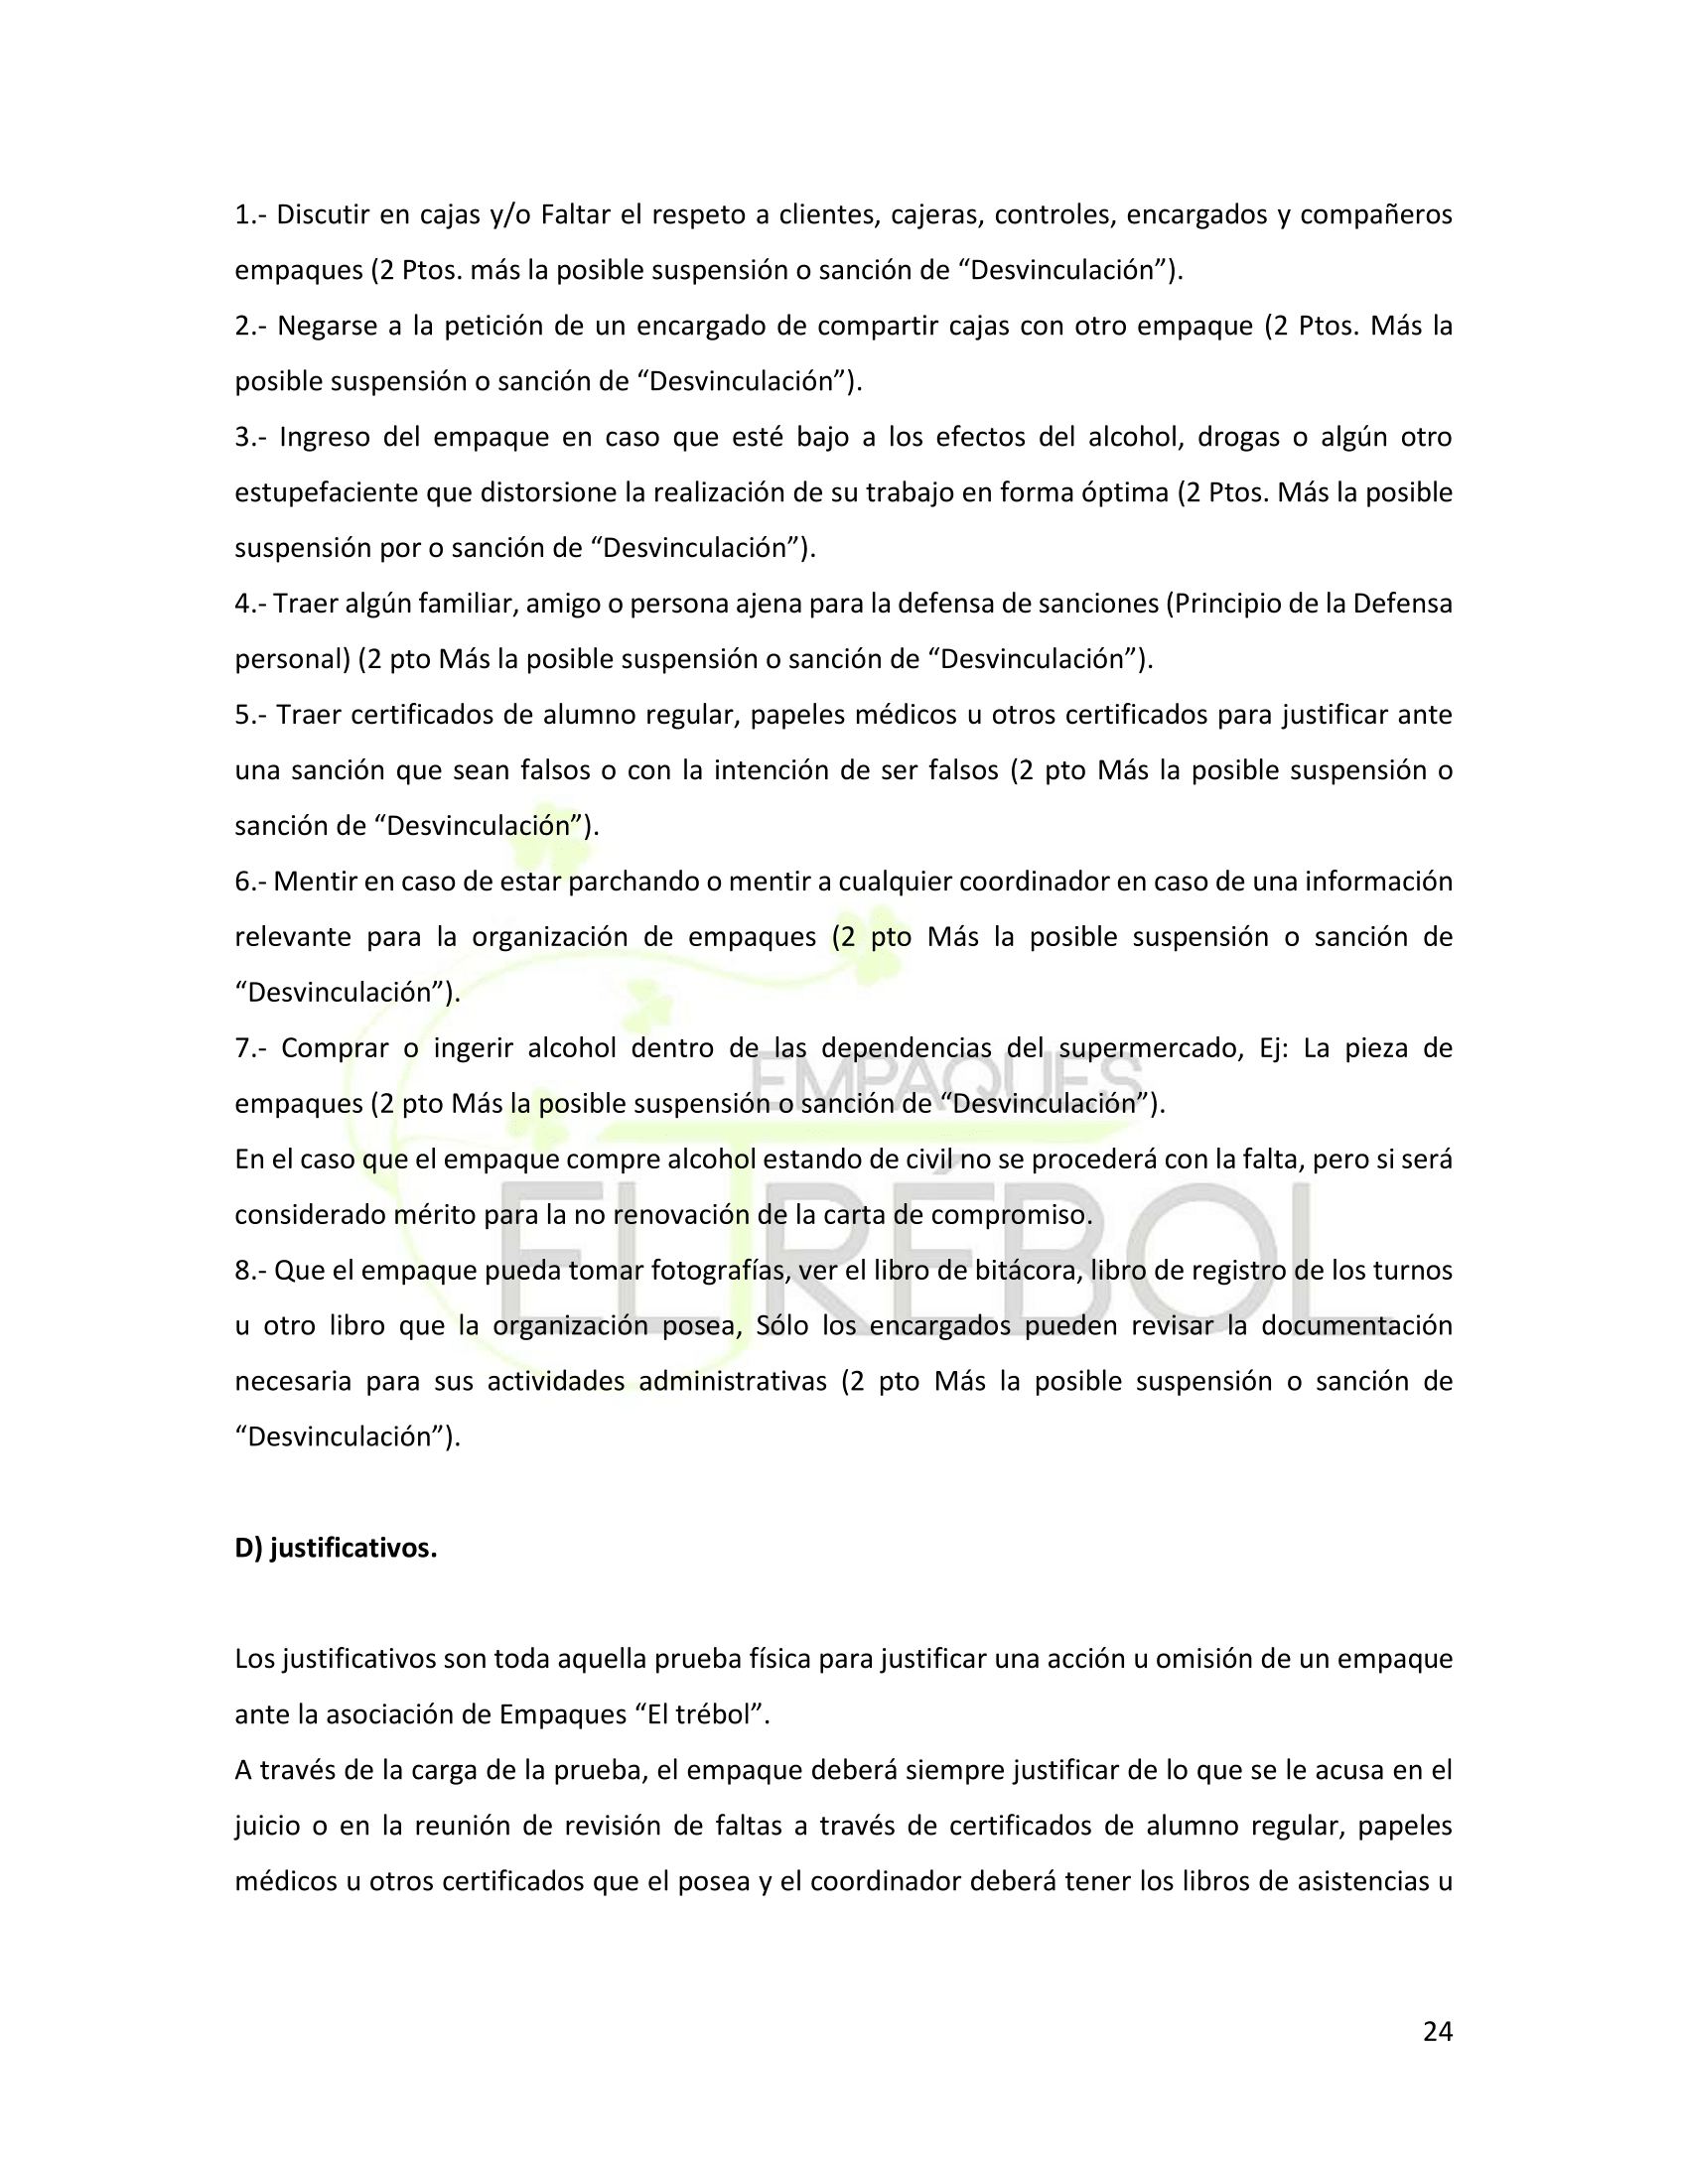 1.- Discutir en cajas y/o Faltar el respeto a clientes, cajeras, controles, encargados y compañeros
empaques (2 Ptos. más la posible suspensión o sanción de “Desvinculación”).
2.- Negarse a la petición de un encargado de compartir cajas con otro empaque (2 Ptos. Más la
posible suspensión o sanción de “Desvinculación”).
3.- Ingreso del empaque en caso que esté bajo a los efectos del alcohol, drogas o algún otro
estupefaciente que distorsione la realización de su trabajo en forma óptima (2 Ptos. Más la posible
suspensión por o sanción de “Desvinculación”).
4.- Traer algún familiar, amigo o persona ajena para la defensa de sanciones (Principio de la Defensa
personal) (2 pto Más la posible suspensión o sanción de “Desvinculación”).
5.- Traer certificados de alumno regular, papeles médicos u otros certificados para justificar ante
una sanción que sean falsos o con la intención de ser falsos (2 pto Más la posible suspensión o
sanción de “Desvinculación”).
6.- Mentir en caso de estar parchando o mentir a cualquier coordinador en caso de una información
relevante para la organización de empaques (2 pto Más la posible suspensión o sanción de
“Desvinculación”).
7.- Comprar o ingerir alcohol dentro de las dependencias del supermercado, Ej: La pieza de
empaques (2 pto Más la posible suspensión o sanción de “Desvinculación”).
En el caso que el empaque compre alcohol estando de civil no se procederá con la falta, pero si será
considerado mérito para la no renovación de la carta de compromiso.
8.- Que el empaque pueda tomar fotografías, ver el libro de bitácora, libro de registro de los turnos
u otro libro que la organización posea, Sólo los encargados pueden revisar la documentación
necesaria para sus actividades administrativas (2 pto Más la posible suspensión o sanción de
“Desvinculación”).
EMPAQUES
EL TRÉBOL
D) justificativos.
Los justificativos son toda aquella prueba física para justificar una acción u omisión de un empaque
ante la asociación de Empaques “El trébol”.
A través de la carga de la prueba, el empaque deberá siempre justificar de lo que se le acusa en el
juicio o en la reunión de revisión de faltas a través de certificados de alumno regular, papeles
médicos u otros certificados que el posea y el coordinador deberá tener los libros de asistencias u
24